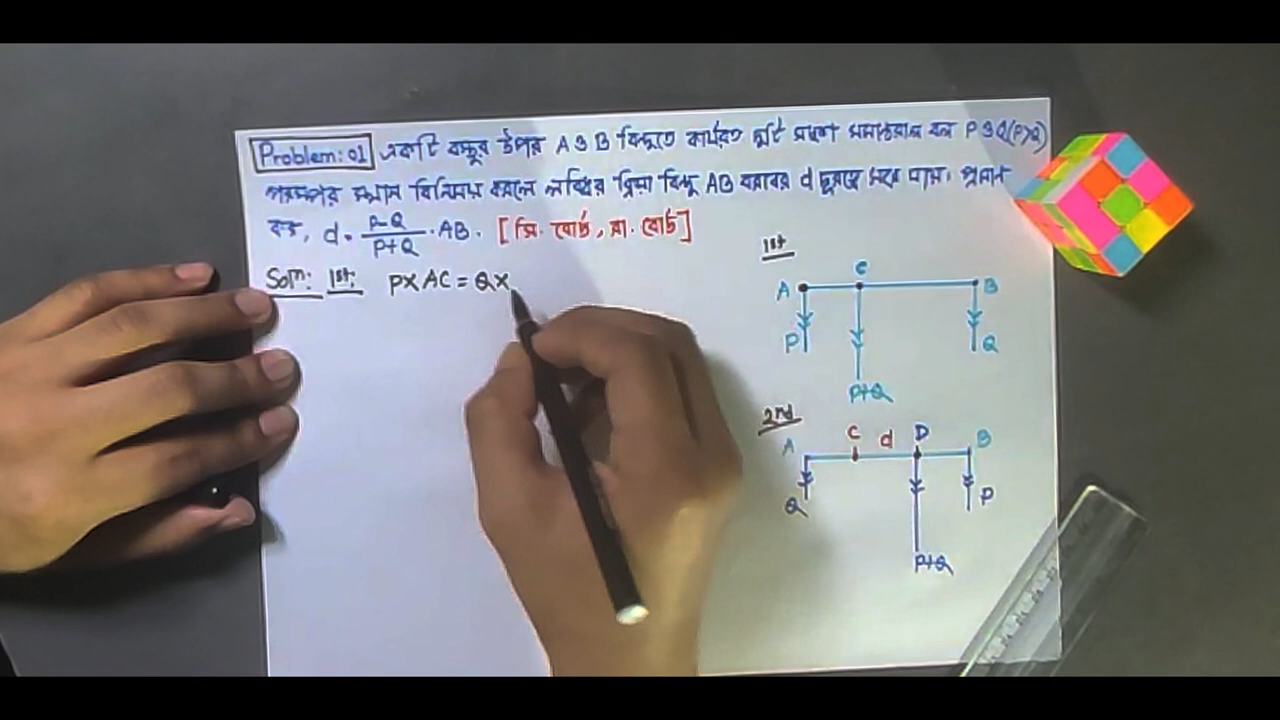 Problem: 01 একটি বস্তুর উপর A ও B বিন্দুতে কার্যরত দুটি সদৃশ সমান্তরাল বল P ও Q (P>Q)
পরস্পর স্থান বিনিময় করলে লব্ধির ক্রিয়া বিন্দু AB বরাবর d দূরত্বে সরে যায়। প্রমাণ
কর, d = P-Q/P+Q · AB. [সি. বোর্ড, রা. বোর্ড]
Solⁿ: 1st: P×AC = Q×
1st
A C B
P Q
P+Q
2nd
A C d D B
Q P
P+Q